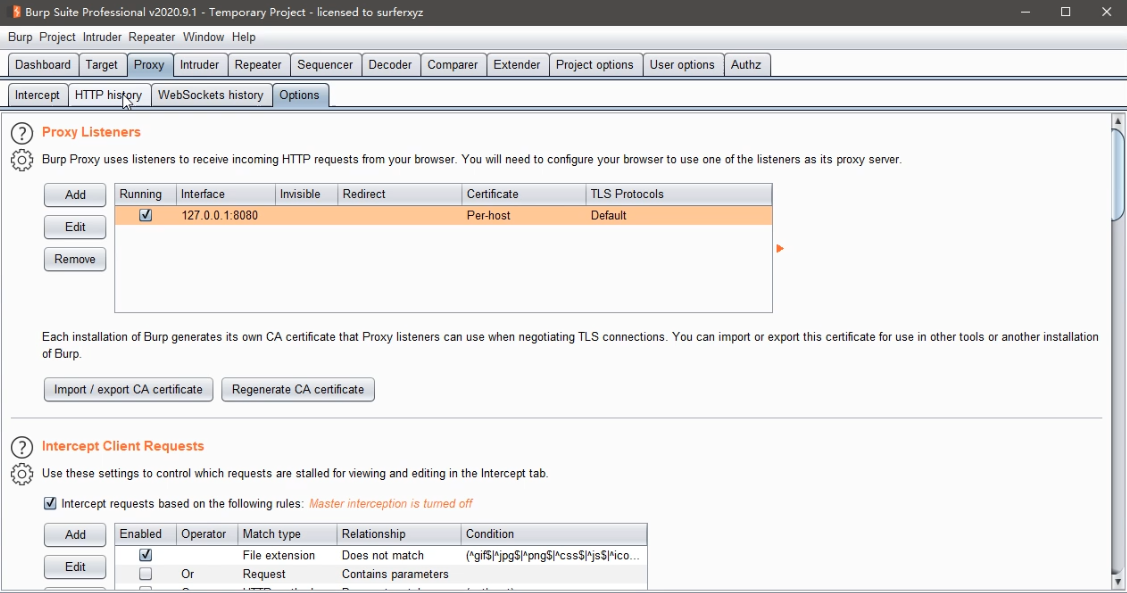 Burp Suite Professional v2020.9.1 - Temporary Project - licensed to surferxyz
Burp Project Intruder Repeater Window Help
Dashboard Target Proxy Intruder Repeater Sequencer Decoder Comparer Extender Project options User options Authz
Intercept HTTP history WebSockets history Options
Proxy Listeners
Burp Proxy uses listeners to receive incoming HTTP requests from your browser. You will need to configure your browser to use one of the listeners as its proxy server.
Add Running Interface Invisible Redirect Certificate TLS Protocols
127.0.0.1:8080 Per-host Default
Edit
Remove
Each installation of Burp generates its own CA certificate that Proxy listeners can use when negotiating TLS connections. You can import or export this certificate for use in other tools or another installation
of Burp.
Import / export CA certificate Regenerate CA certificate
Intercept Client Requests
Use these settings to control which requests are stalled for viewing and editing in the Intercept tab.
Intercept requests based on the following rules: Master interception is turned off
Add Enabled Operator Match type Relationship Condition
File extension Does not match (^gif$|^jpg$|^png$|^css$|^js$|^ico...
Edit
Or Request Contains parameters